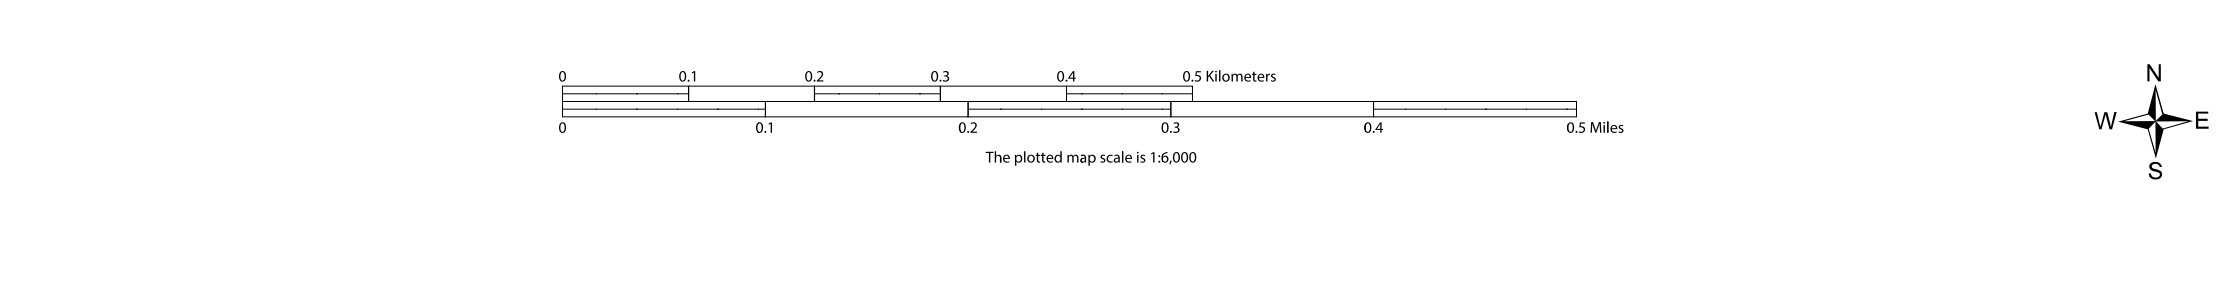 0 0.1 0.2 0.3 0.4 0.5 Kilometers
0 0.1 0.2 0.3 0.4 0.5 Miles
The plotted map scale is 1:6,000
N
W E
S